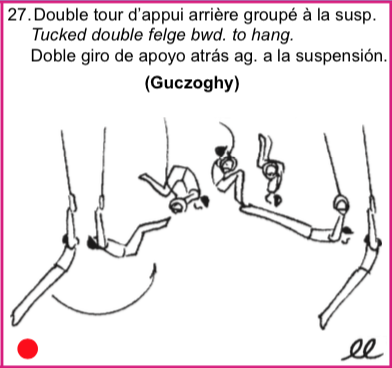 27. Double tour d'appui arrière groupé à la susp.
Tucked double felge bwd. to hang.
Doble giro de apoyo atrás ag. a la suspensión.
(Guczoghy)